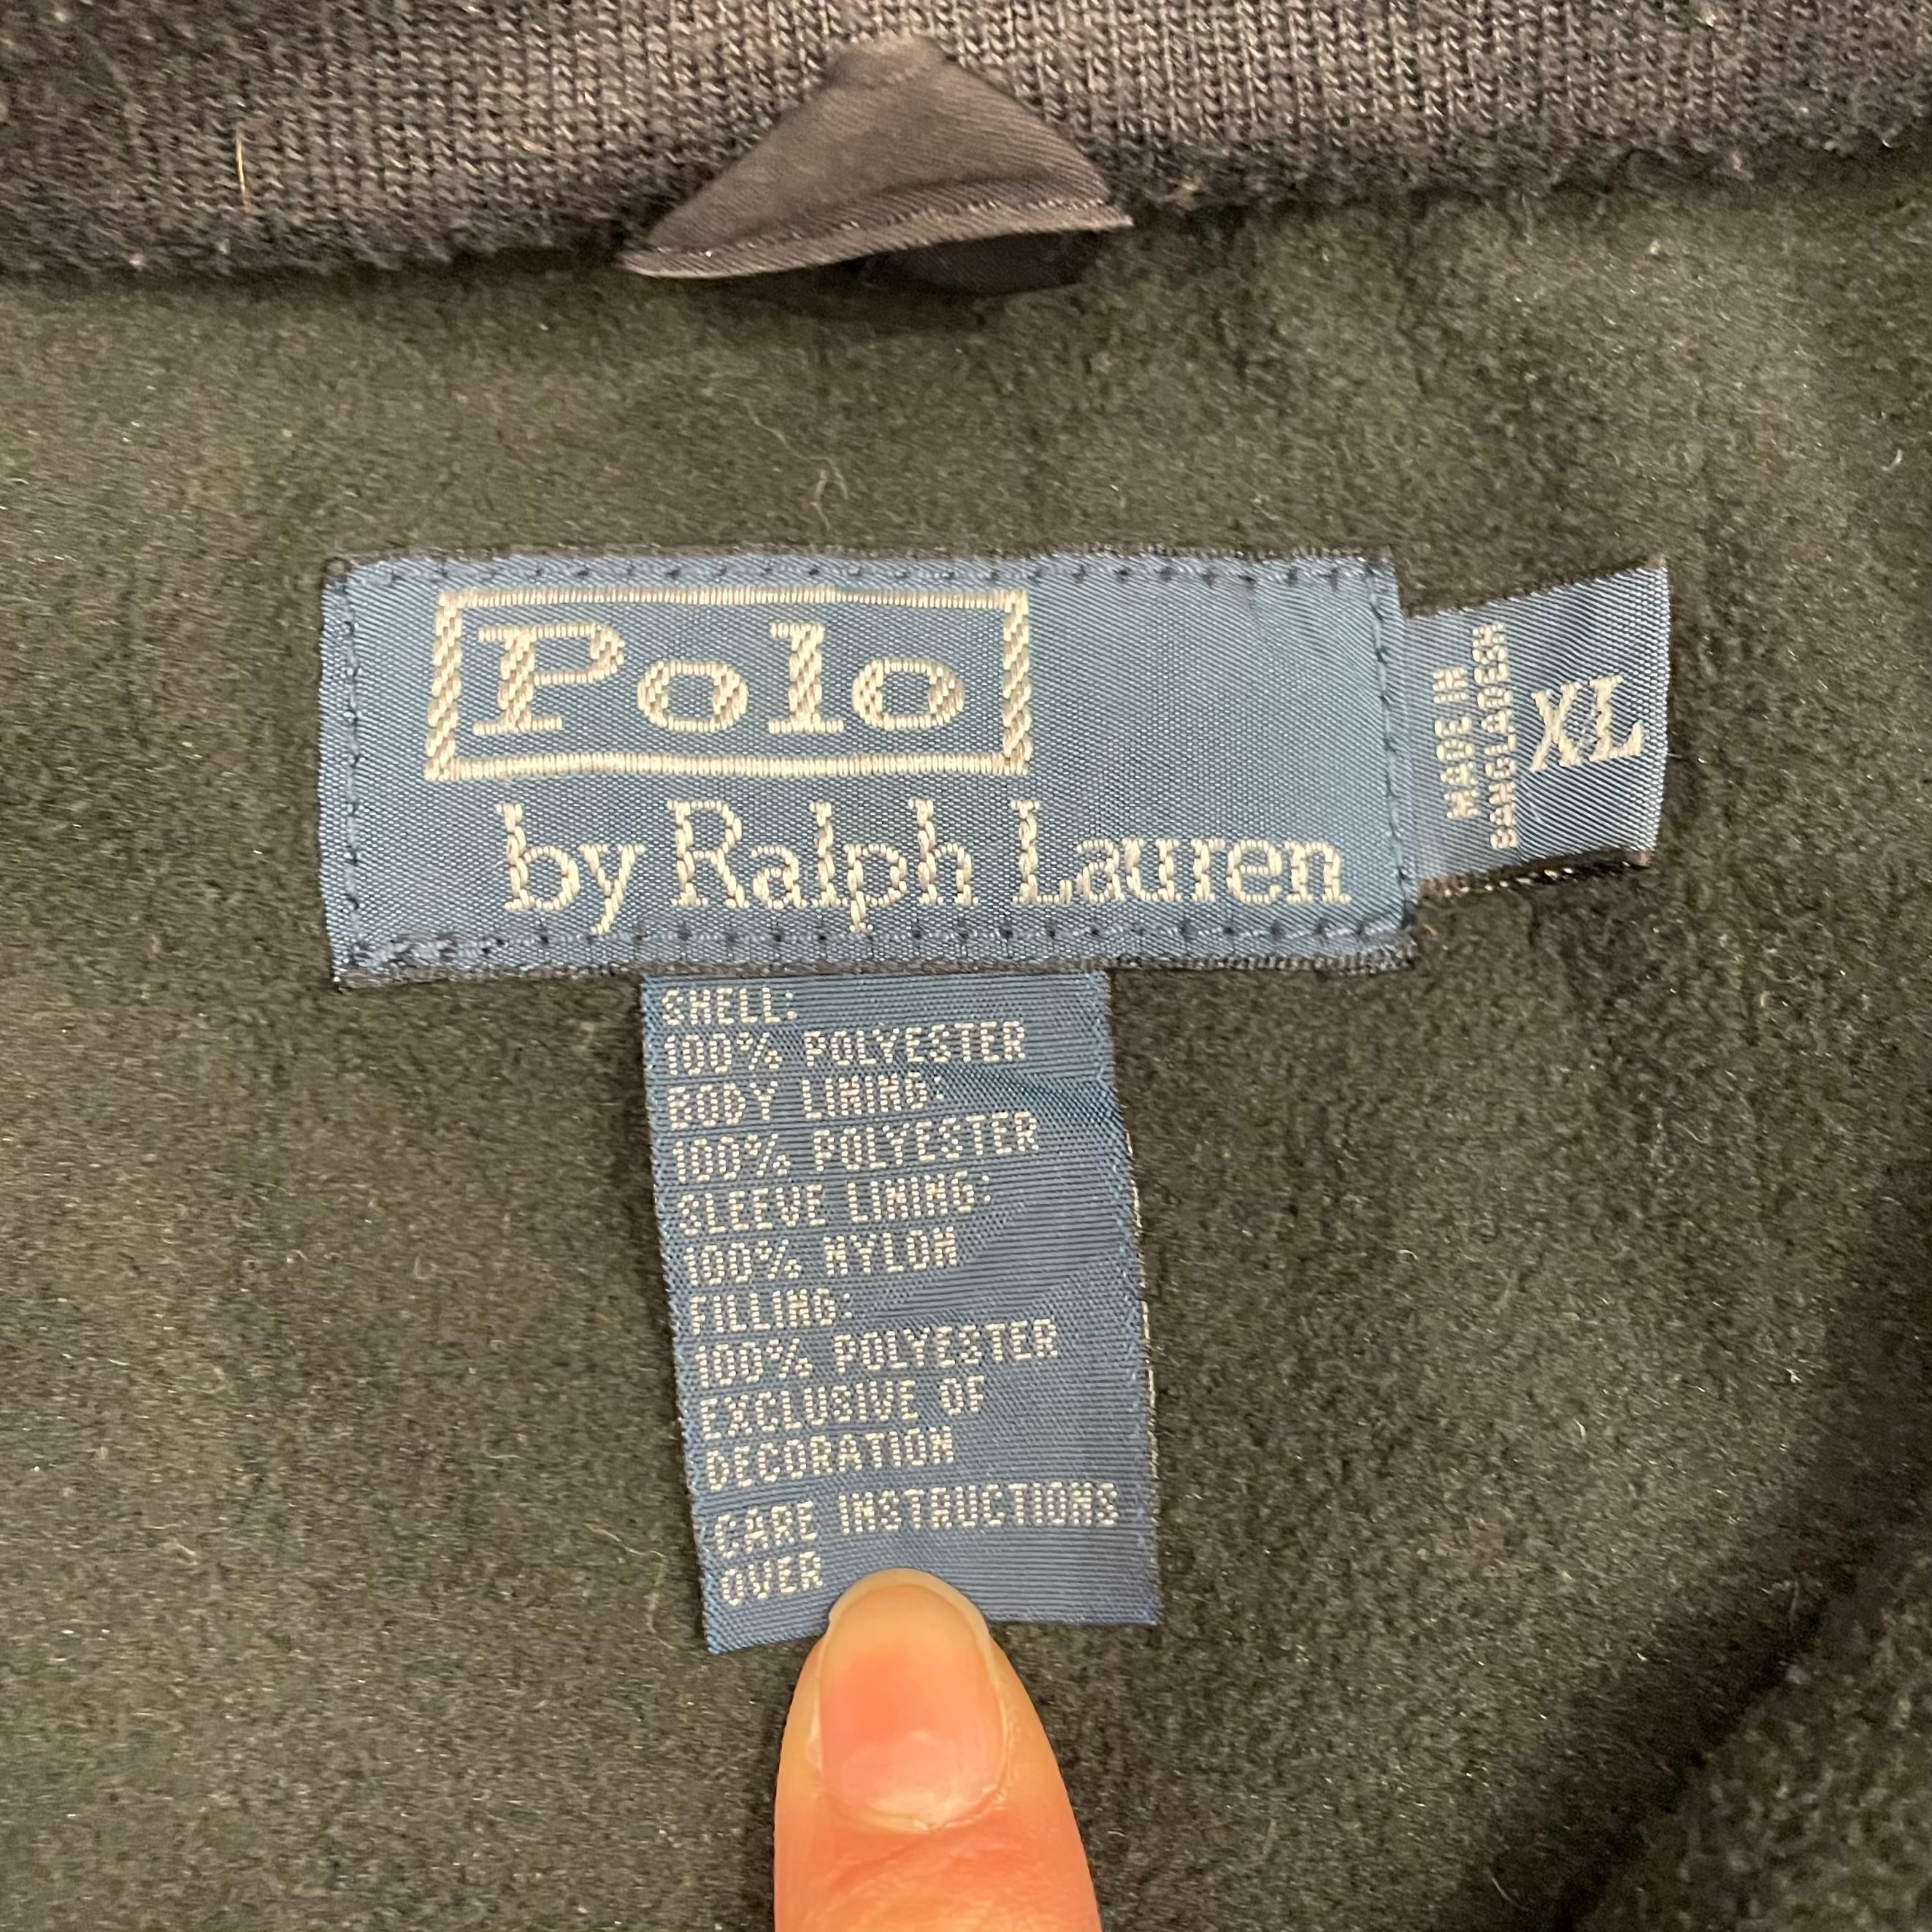 Polo
by Ralph Lauren
MADE IN
BANGLADESH
XL
SHELL:
100% POLYESTER
BODY LINING:
100% POLYESTER
SLEEVE LINING:
100% NYLON
FILLING:
100% POLYESTER
EXCLUSIVE OF
DECORATION
CARE INSTRUCTIONS
OVER